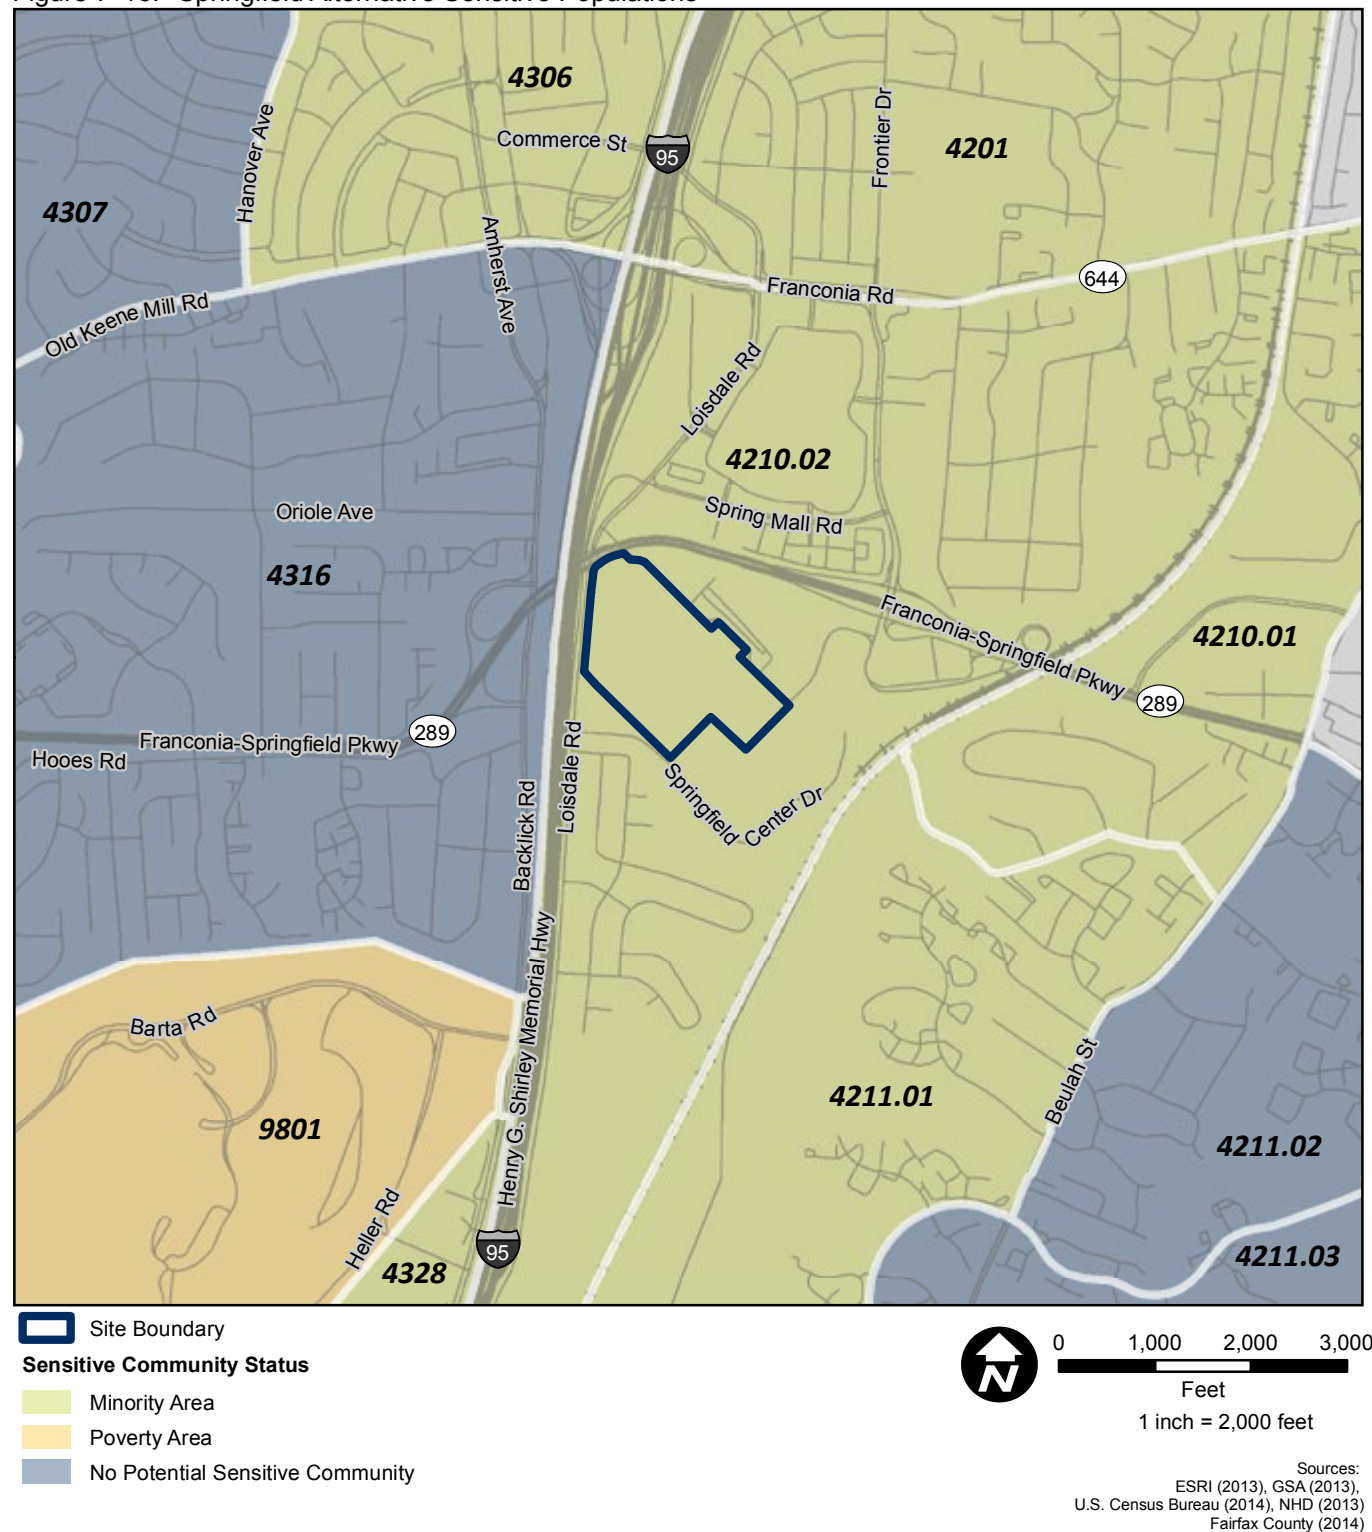 4306
Commerce St
95
Frontier Dr
4201
Hanover Ave
4307
Amherst Ave
644
Franconia Rd
Old Keene Mill Rd
Loisdale Rd
4210.02
Spring Mall Rd
Oriole Ave
4316
Franconia-Springfield Pkwy
4210.01
289
289
Franconia-Springfield Pkwy
Hooes Rd
Loisdale Rd
Backlick Rd
Springfield
Center Dr
Henry G. Shirley Memorial Hwy
Barta Rd
9801
4211.01
Beulah St
4211.02
Heller Rd
95
4328
4211.03
Site Boundary
Sensitive Community Status
Minority Area
Poverty Area
No Potential Sensitive Community
N
0 1,000 2,000 3,000
Feet
1 inch = 2,000 feet
Sources:
ESRI (2013), GSA (2013),
U.S. Census Bureau (2014), NHD (2013)
Fairfax County (2014)